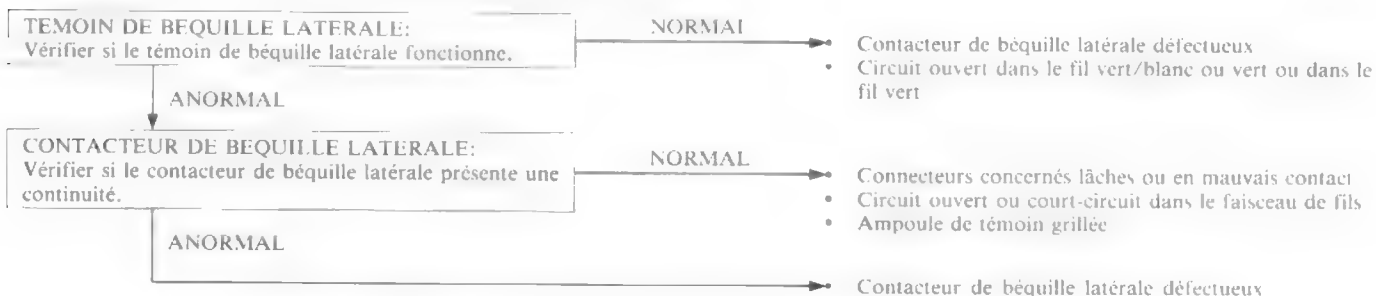 TEMOIN DE BEQUILLE LATERALE:
Vérifier si le témoin de béquille latérale fonctionne.
NORMAL
• Contacteur de béquille latérale défectueux
• Circuit ouvert dans le fil vert/blanc ou vert ou dans le
fil vert
ANORMAL
CONTACTEUR DE BEQUILLE LATERALE:
Vérifier si le contacteur de béquille latérale présente une
continuité.
NORMAL
• Connecteurs concernés lâches ou en mauvais contact
• Circuit ouvert ou court-circuit dans le faisceau de fils
• Ampoule de témoin grillée
ANORMAL
• Contacteur de béquille latérale défectueux